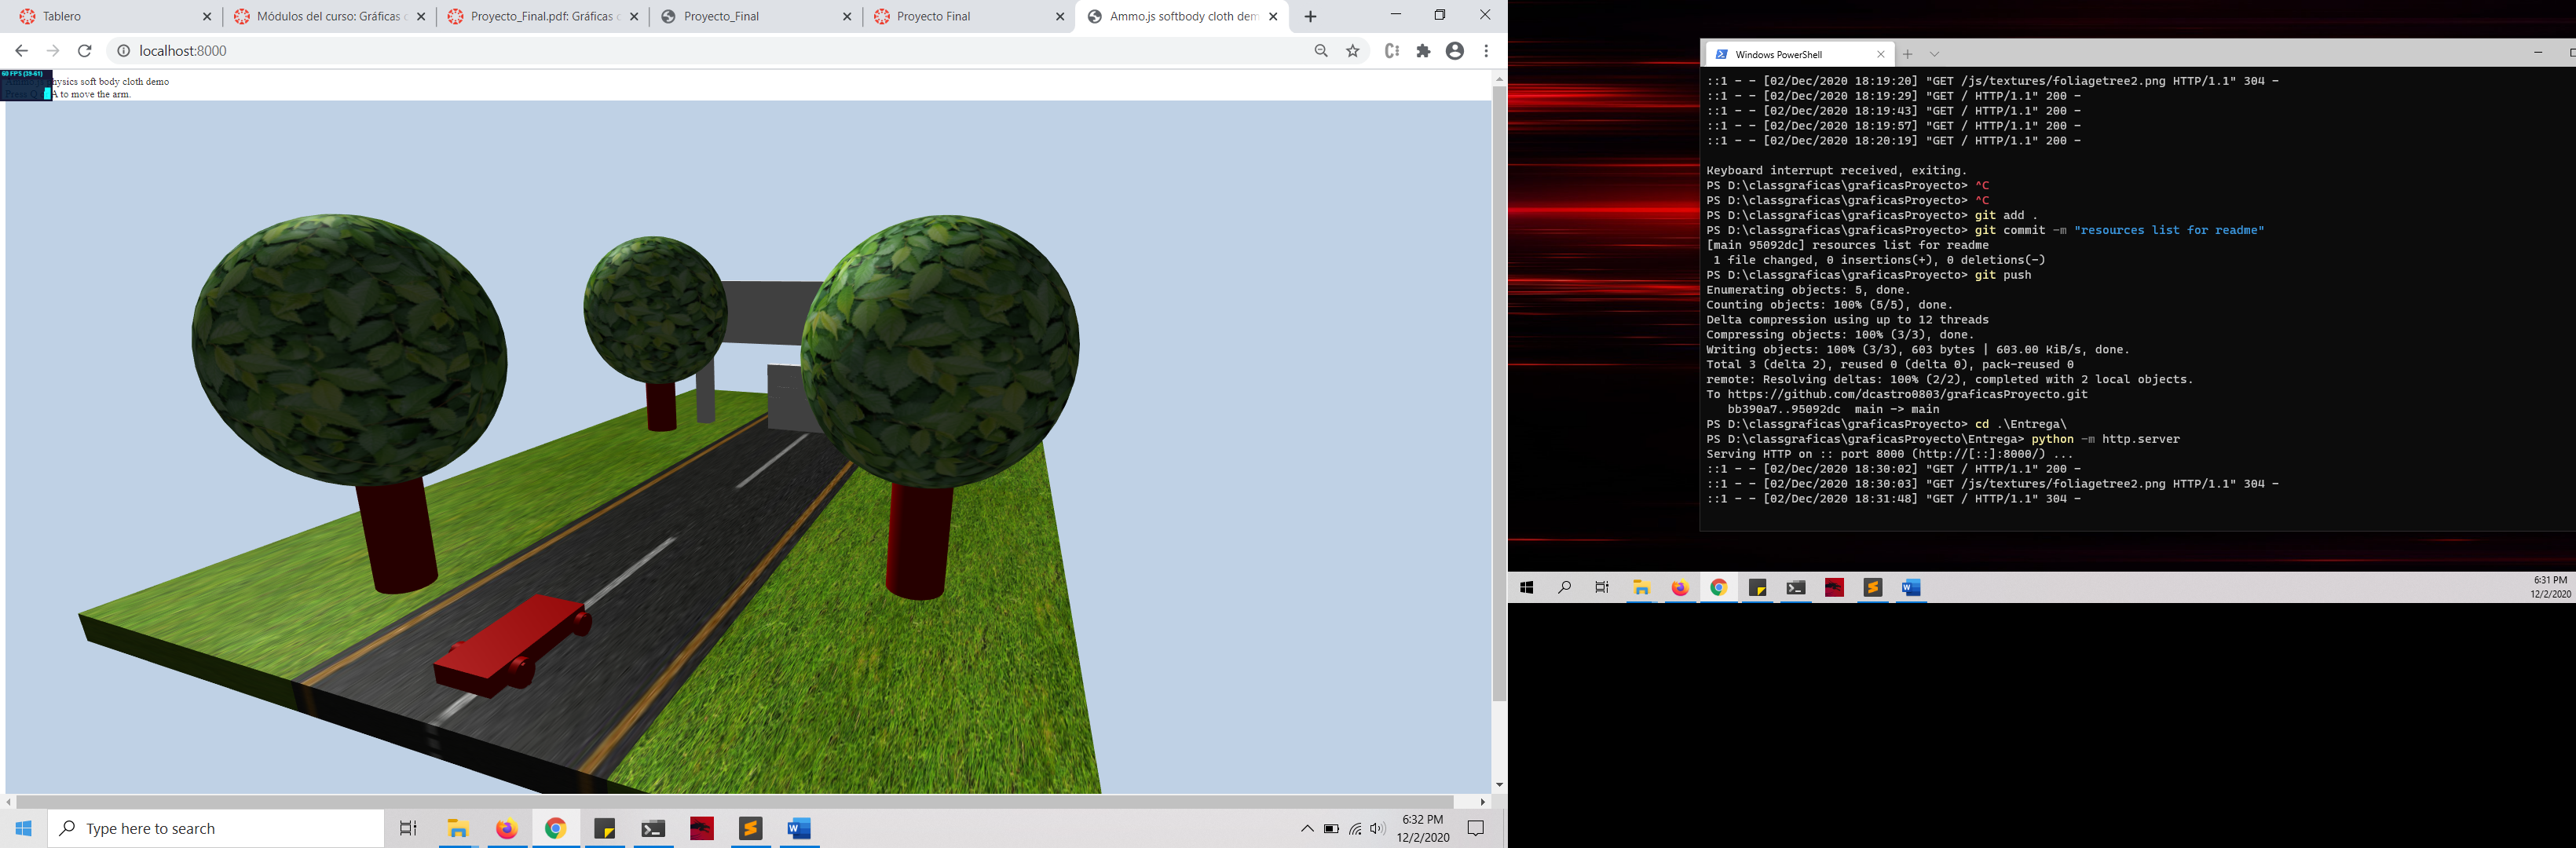 Tablero
Módulos del curso: Gráficas
Proyecto_Final.pdf: Gráficas
Proyecto_Final
Proyecto Final
Ammo.js softbody cloth dem
localhost:8000
60 FPS (39-61)
hysics soft body cloth demo
A to move the arm.
Type here to search
6:32 PM
12/2/2020
Windows PowerShell
::1 - - [02/Dec/2020 18:19:20] "GET /js/textures/foliagetree2.png HTTP/1.1" 304 -
::1 - - [02/Dec/2020 18:19:29] "GET / HTTP/1.1" 200 -
::1 - - [02/Dec/2020 18:19:43] "GET / HTTP/1.1" 200 -
::1 - - [02/Dec/2020 18:19:57] "GET / HTTP/1.1" 200 -
::1 - - [02/Dec/2020 18:20:19] "GET / HTTP/1.1" 200 -
Keyboard interrupt received, exiting.
PS D:\classgraficas\graficasProyecto> ^C
PS D:\classgraficas\graficasProyecto> ^C
PS D:\classgraficas\graficasProyecto> git add .
PS D:\classgraficas\graficasProyecto> git commit -m "resources list for readme"
[main 95092dc] resources list for readme
1 file changed, 0 insertions(+), 0 deletions(-)
PS D:\classgraficas\graficasProyecto> git push
Enumerating objects: 5, done.
Counting objects: 100% (5/5), done.
Delta compression using up to 12 threads
Compressing objects: 100% (3/3), done.
Writing objects: 100% (3/3), 603 bytes | 603.00 KiB/s, done.
Total 3 (delta 2), reused 0 (delta 0), pack-reused 0
remote: Resolving deltas: 100% (2/2), completed with 2 local objects.
To https://github.com/dcastro0803/graficasProyecto.git
bb390a7..95092dc  main -> main
PS D:\classgraficas\graficasProyecto> cd .\Entrega\
PS D:\classgraficas\graficasProyecto\Entrega> python -m http.server
Serving HTTP on :: port 8000 (http://[::]:8000/) ...
::1 - - [02/Dec/2020 18:30:02] "GET / HTTP/1.1" 200 -
::1 - - [02/Dec/2020 18:30:03] "GET /js/textures/foliagetree2.png HTTP/1.1" 304 -
::1 - - [02/Dec/2020 18:31:48] "GET / HTTP/1.1" 304 -
6:31 PM
12/2/2020